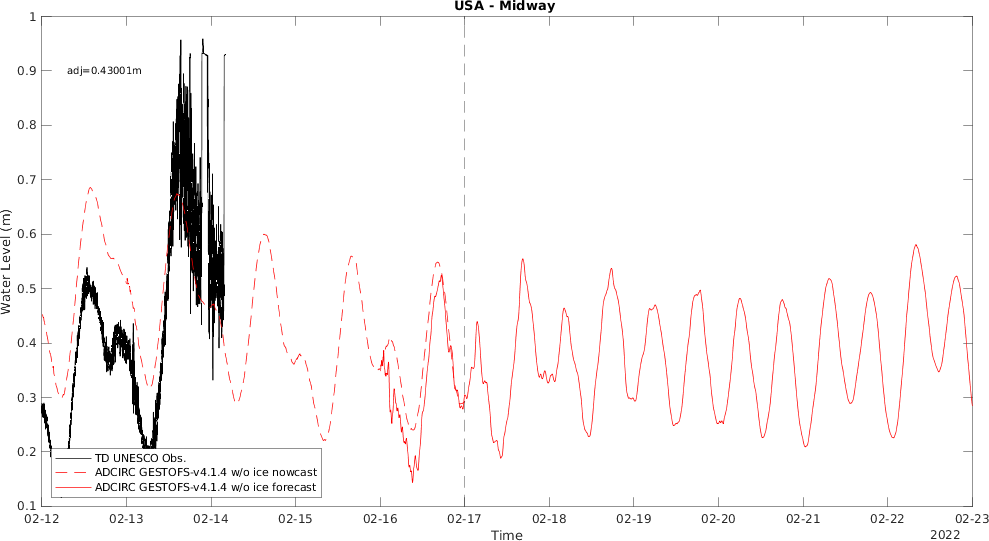 USA - Midway
1
0.9
0.8
0.7
0.6
0.5
0.4
0.3
0.2
0.1
Water Level (m)
adj=0.43001m
TD UNESCO Obs.
ADCIRC GESTOFS-v4.1.4 w/o ice nowcast
ADCIRC GESTOFS-v4.1.4 w/o ice forecast
02-12 02-13 02-14 02-15 02-16 02-17 02-18 02-19 02-20 02-21 02-22 02-23
Time
2022